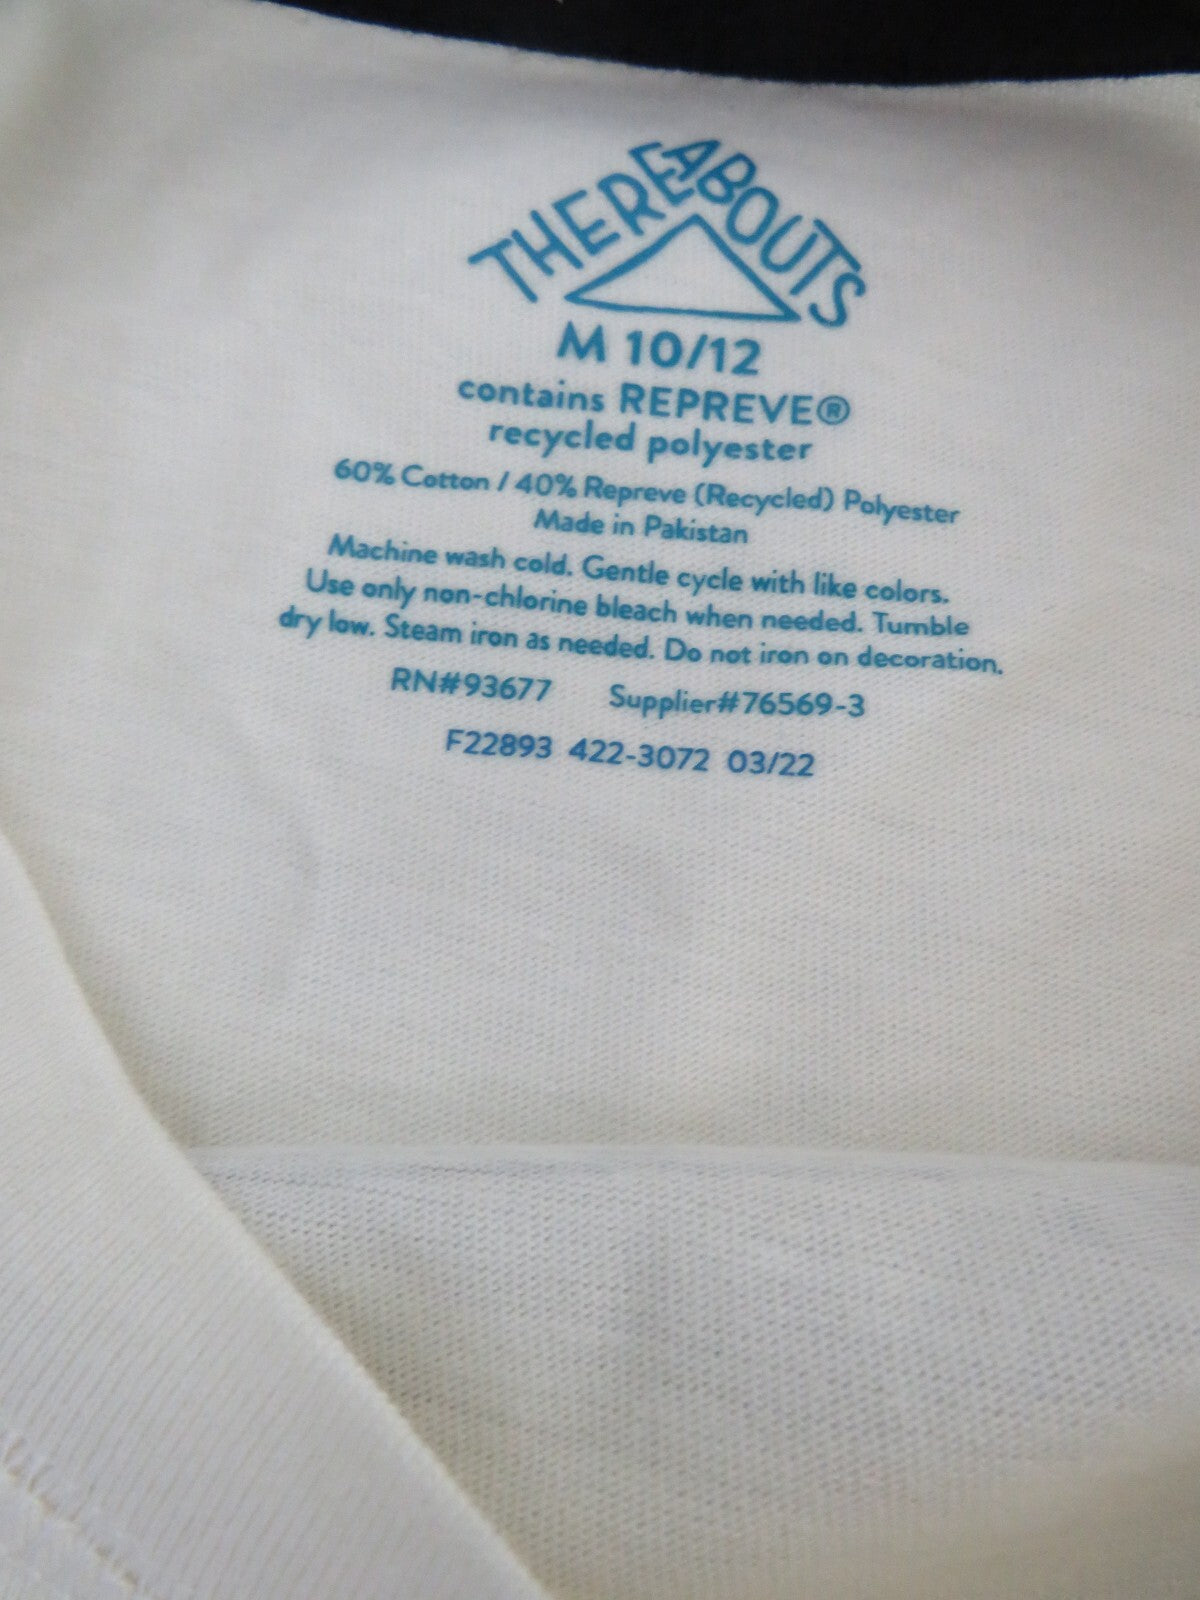 THEREABOUTS
M 10/12
contains REPREVE®
recycled polyester
60% Cotton / 40% Repreve (Recycled) Polyester
Made in Pakistan
Machine wash cold. Gentle cycle with like colors.
Use only non-chlorine bleach when needed. Tumble
dry low. Steam iron as needed. Do not iron on decoration.
RN#93677 Supplier#76569-3
F22893 422-3072 03/22